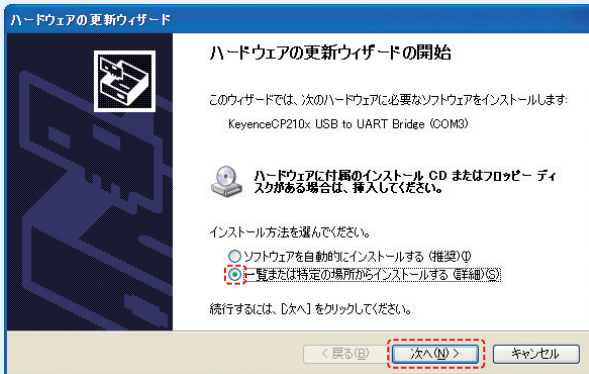 ハードウェアの更新ウィザード
ハードウェアの更新ウィザードの開始
このウィザードでは、次のハードウェアに必要なソフトウェアをインストールします:
KeyenceCP210x USB to UART Bridge (COM3)
ハードウェアに付属のインストール CD またはフロッピー ディ
スクがある場合は、挿入してください。
インストール方法を選んでください。
ソフトウェアを自動的にインストールする (推奨)(I)
一覧または特定の場所からインストールする (詳細)(S)
続行するには、[次へ] をクリックしてください。
< 戻る(B)
次へ(N) >
キャンセル